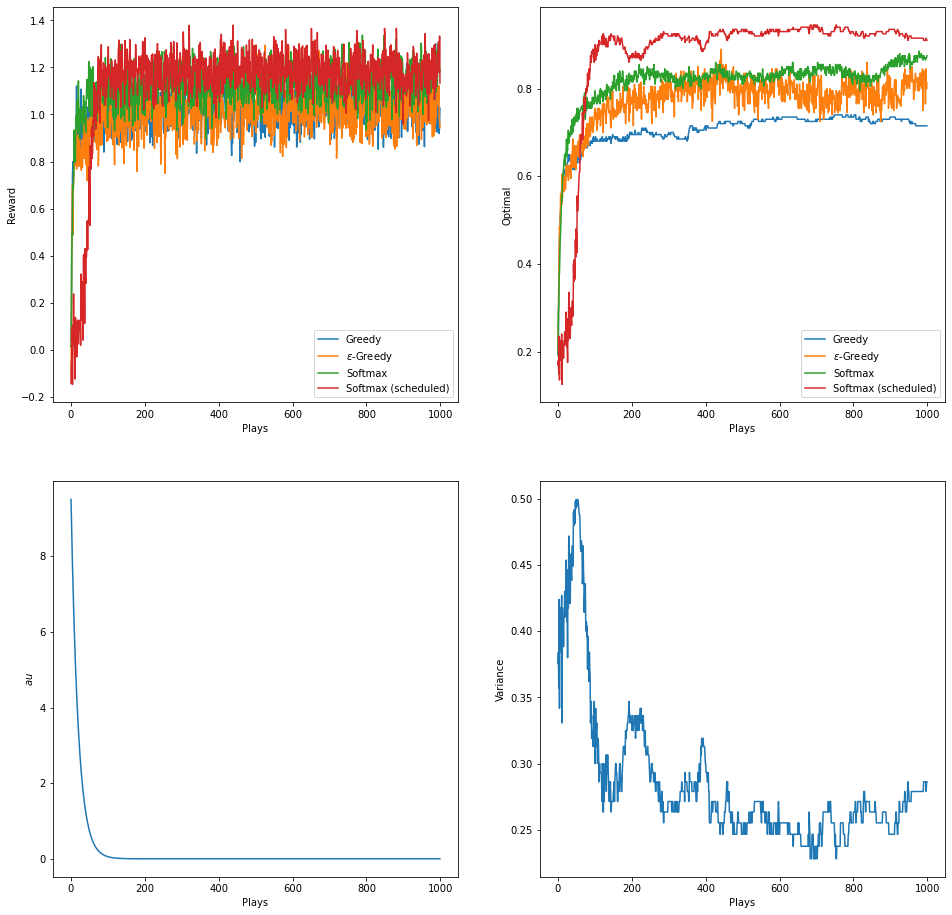 1.4
1.2
1.0
0.8
0.6
0.4
0.2
0.0
−0.2
Reward
0 200 400 600 800 1000
Plays
Greedy
ε-Greedy
Softmax
Softmax (scheduled)
0.8
0.6
0.4
0.2
Optimal
0 200 400 600 800 1000
Plays
Greedy
ε-Greedy
Softmax
Softmax (scheduled)
8
6
4
2
0
au
0 200 400 600 800 1000
Plays
0.50
0.45
0.40
0.35
0.30
0.25
Variance
0 200 400 600 800 1000
Plays